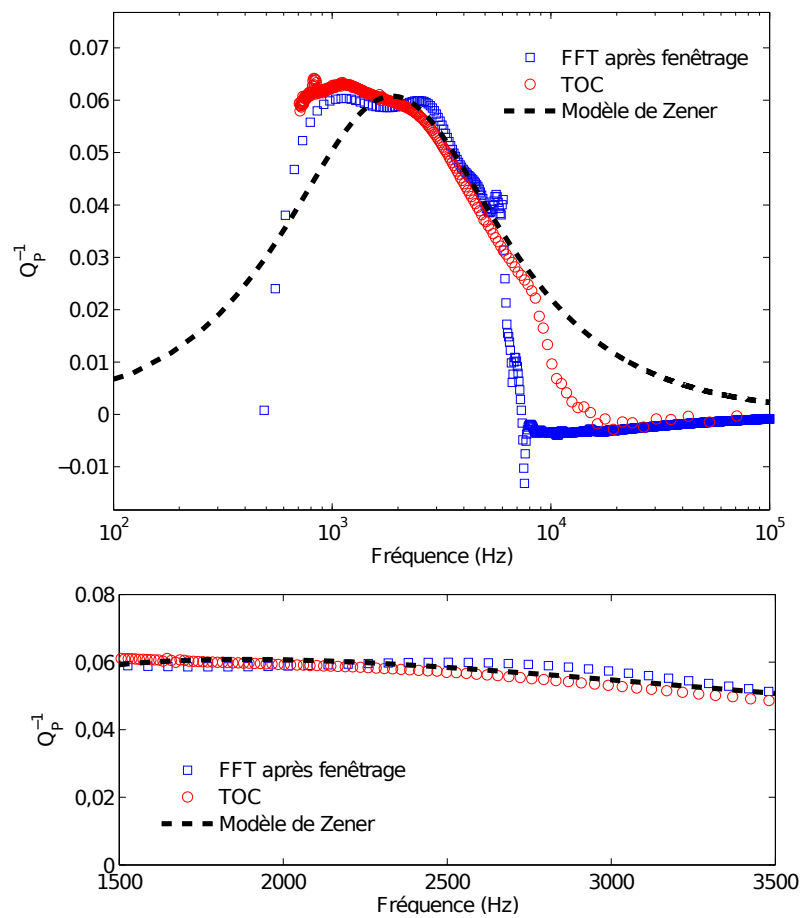 0.07
0.06
0.05
0.04
0.03
0.02
0.01
0
−0.01
Q_P^−1
FFT après fenêtrage
TOC
Modèle de Zener
10^2
10^3
10^4
10^5
Fréquence (Hz)
0.08
0.06
0,04
0,02
0
Q_P^−1
FFT après fenêtrage
TOC
Modèle de Zener
1500
2000
2500
3000
3500
Fréquence (Hz)